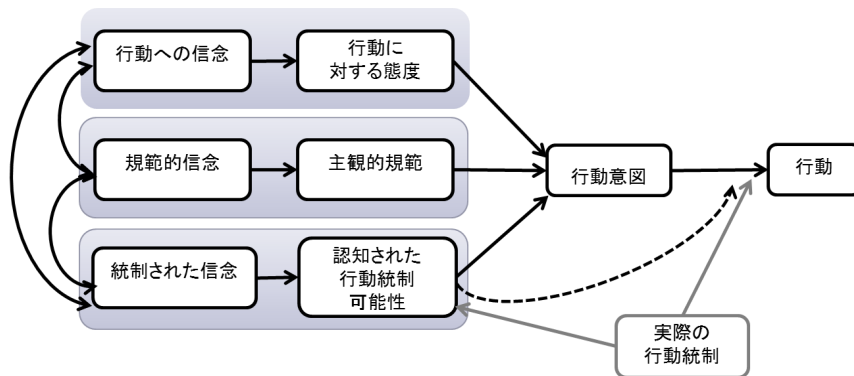 行動への信念
行動に
対する態度
規範的信念
主観的規範
行動意図
行動
統制された信念
認知された
行動統制
可能性
実際の
行動統制